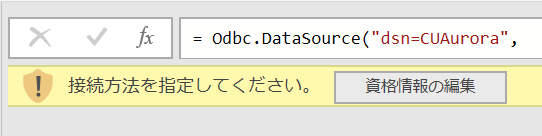 fx = Odbc.DataSource("dsn=CUAurora",
接続方法を指定してください。 資格情報の編集